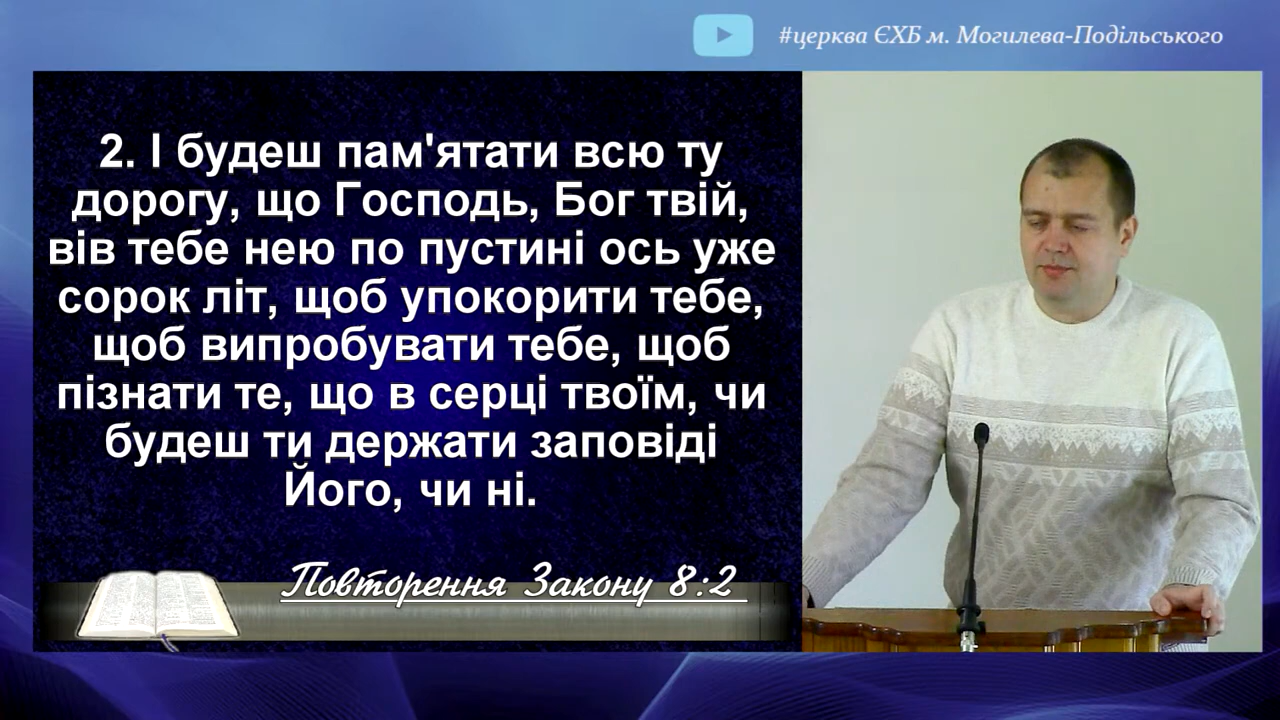 #церква ЄХБ м. Могилева-Подільського
2. І будеш пам'ятати всю ту
дорогу, що Господь, Бог твій,
вів тебе нею по пустині ось уже
сорок літ, щоб упокорити тебе,
щоб випробувати тебе, щоб
пізнати те, що в серці твоїм, чи
будеш ти держати заповіді
Його, чи ні.
Повторення Закону 8:2